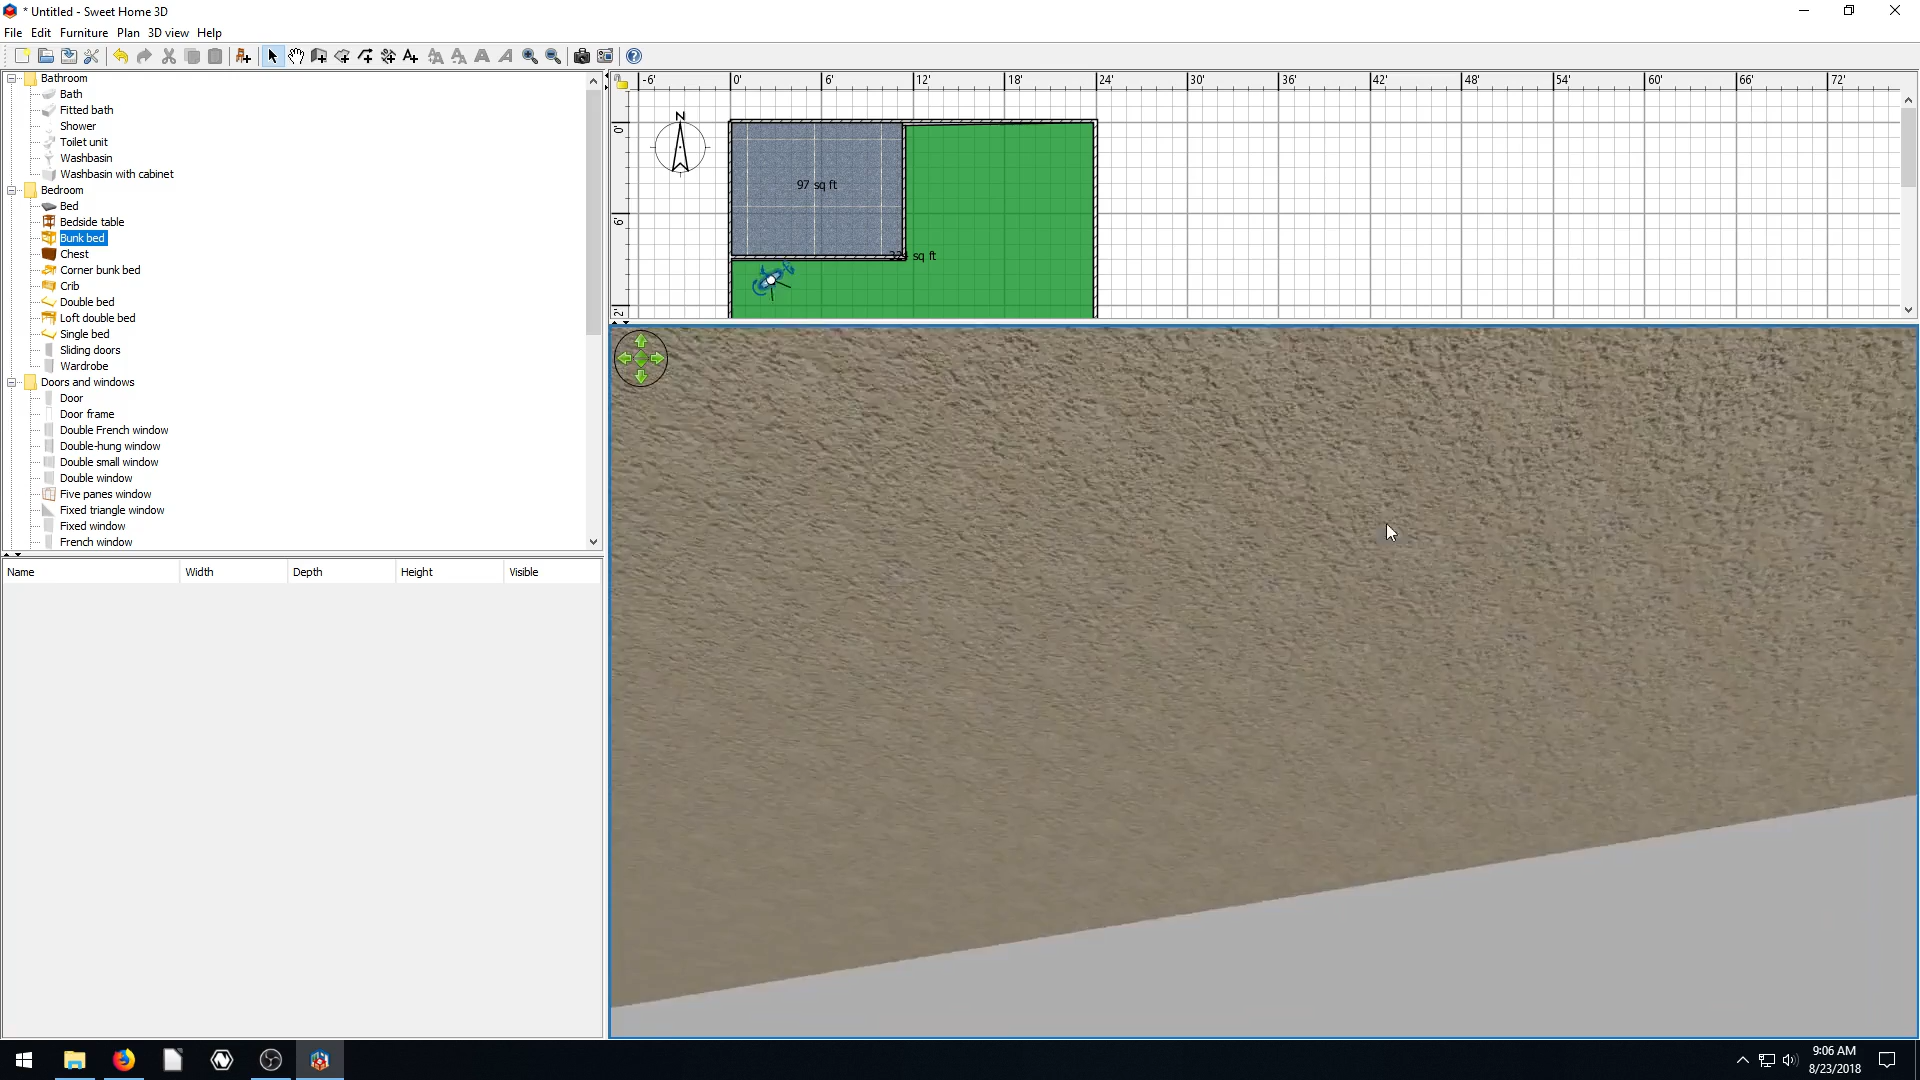 * Untitled - Sweet Home 3D
File Edit Furniture Plan 3D view Help
Bathroom
Bath
Fitted bath
Shower
Toilet unit
Washbasin
Washbasin with cabinet
Bedroom
Bed
Bedside table
Bunk bed
Chest
Corner bunk bed
Crib
Double bed
Loft double bed
Single bed
Sliding doors
Wardrobe
Doors and windows
Door
Door frame
Double French window
Double-hung window
Double small window
Double window
Five panes window
Fixed triangle window
Fixed window
French window
Name Width Depth Height Visible
-6' 0' 6' 12' 18' 24' 30' 36' 42' 48' 54' 60' 66' 72'
0'
6'
2'
N
97 sq ft
sq ft
9:06 AM
8/23/2018